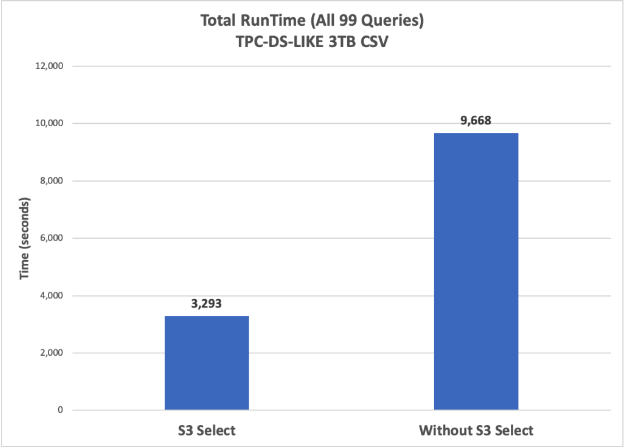 Total RunTime (All 99 Queries)
TPC-DS-LIKE 3TB CSV
12,000
10,000
8,000
6,000
4,000
2,000
0
Time (seconds)
3,293
9,668
S3 Select
Without S3 Select